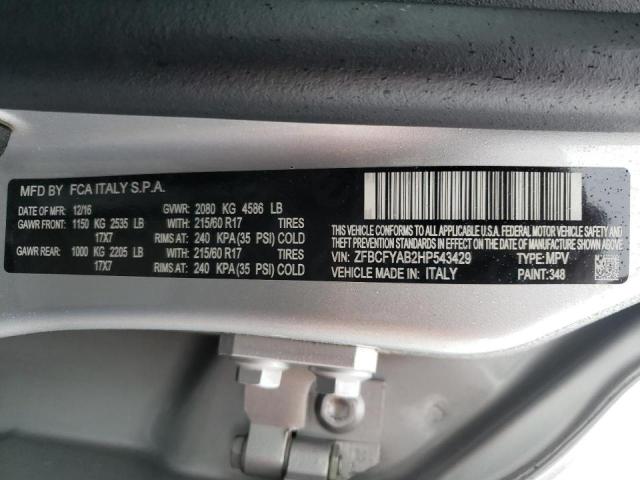 MFD BY FCA ITALY S.P.A.
DATE OF MFR: 12/16 GVWR: 2080 KG 4586 LB
GAWR FRONT: 1150 KG 2535 LB WITH: 215/60 R17 TIRES
17X7 RIMS AT: 240 KPA (35 PSI) COLD
GAWR REAR: 1000 KG 2205 LB WITH: 215/60 R17 TIRES
17X7 RIMS AT: 240 KPA (35 PSI) COLD
THIS VEHICLE CONFORMS TO ALL APPLICABLE U.S.A. FEDERAL MOTOR VEHICLE
SAFETY, BUMPER, AND THEFT PREVENTION STANDARDS IN EFFECT ON THE DATE OF MANUFACTURE SHOWN ABOVE.
VIN: ZFBCFYAB2HP543429 TYPE: MPV
VEHICLE MADE IN: ITALY PAINT: 348